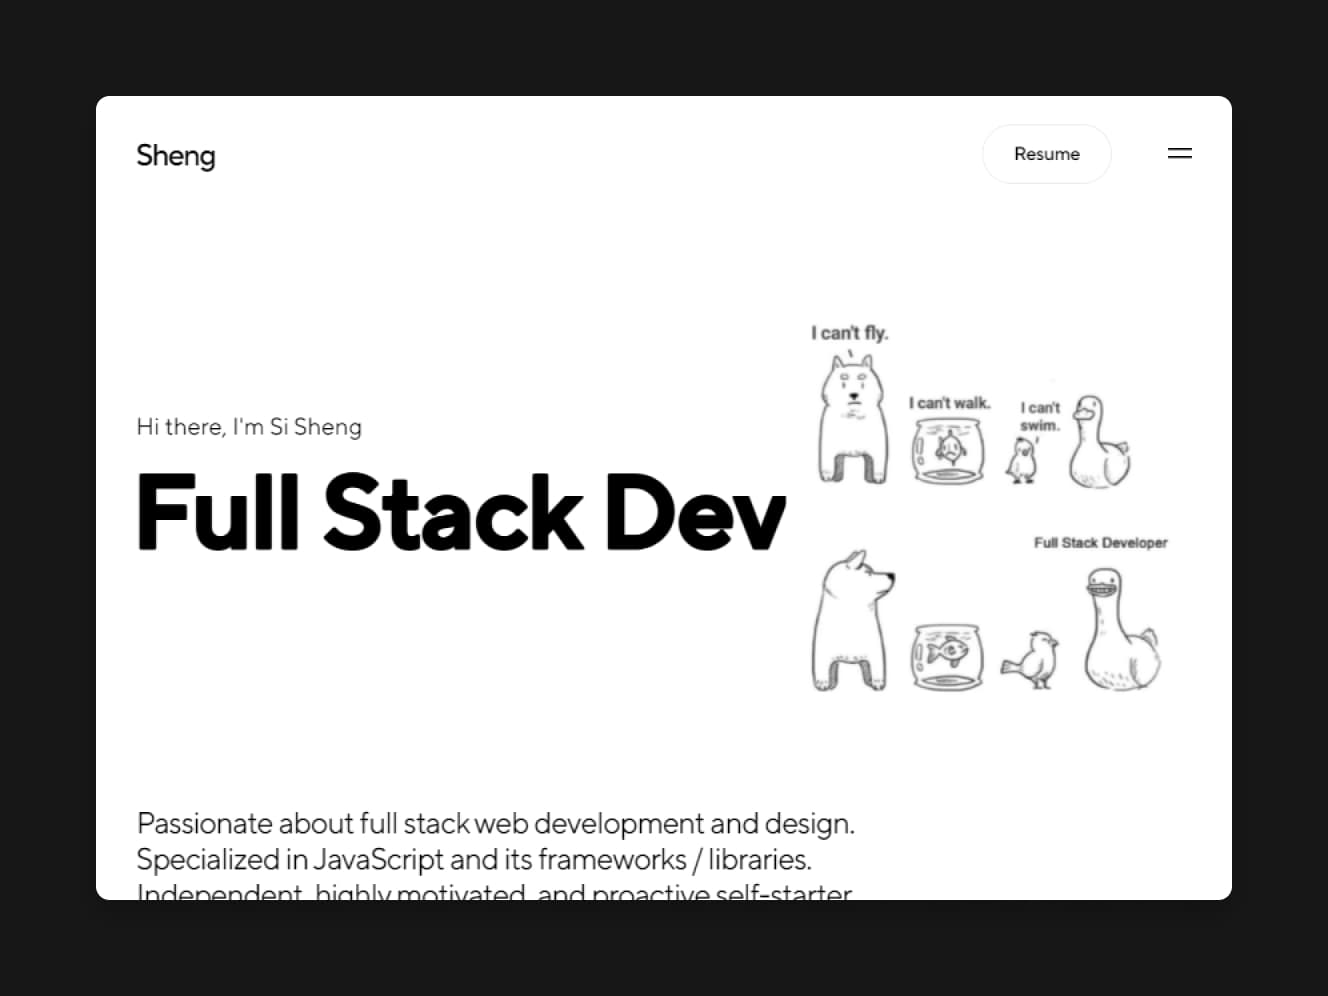 Sheng
Resume
I can't fly.
I can't walk.
I can't
swim.
Hi there, I'm Si Sheng
Full Stack Dev
Full Stack Developer
Passionate about full stack web development and design.
Specialized in JavaScript and its frameworks / libraries.
Independent, highly motivated, and proactive self-starter